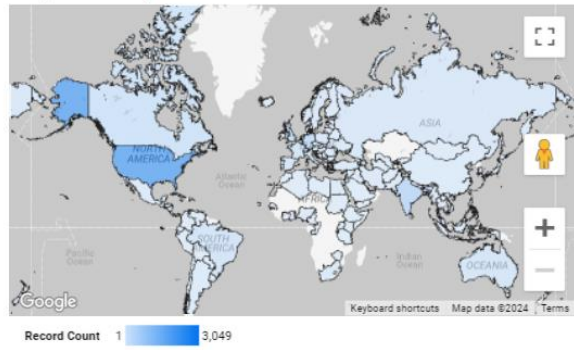 ASIA
NORTH
AMERICA
Atlantic
Ocean
AFRICA
SOUTH
AMERICA
Pacific
Ocean
Indian
Ocean
OCEANIA
Google
Keyboard shortcuts Map data ©2024 Terms
Record Count 1 3,049